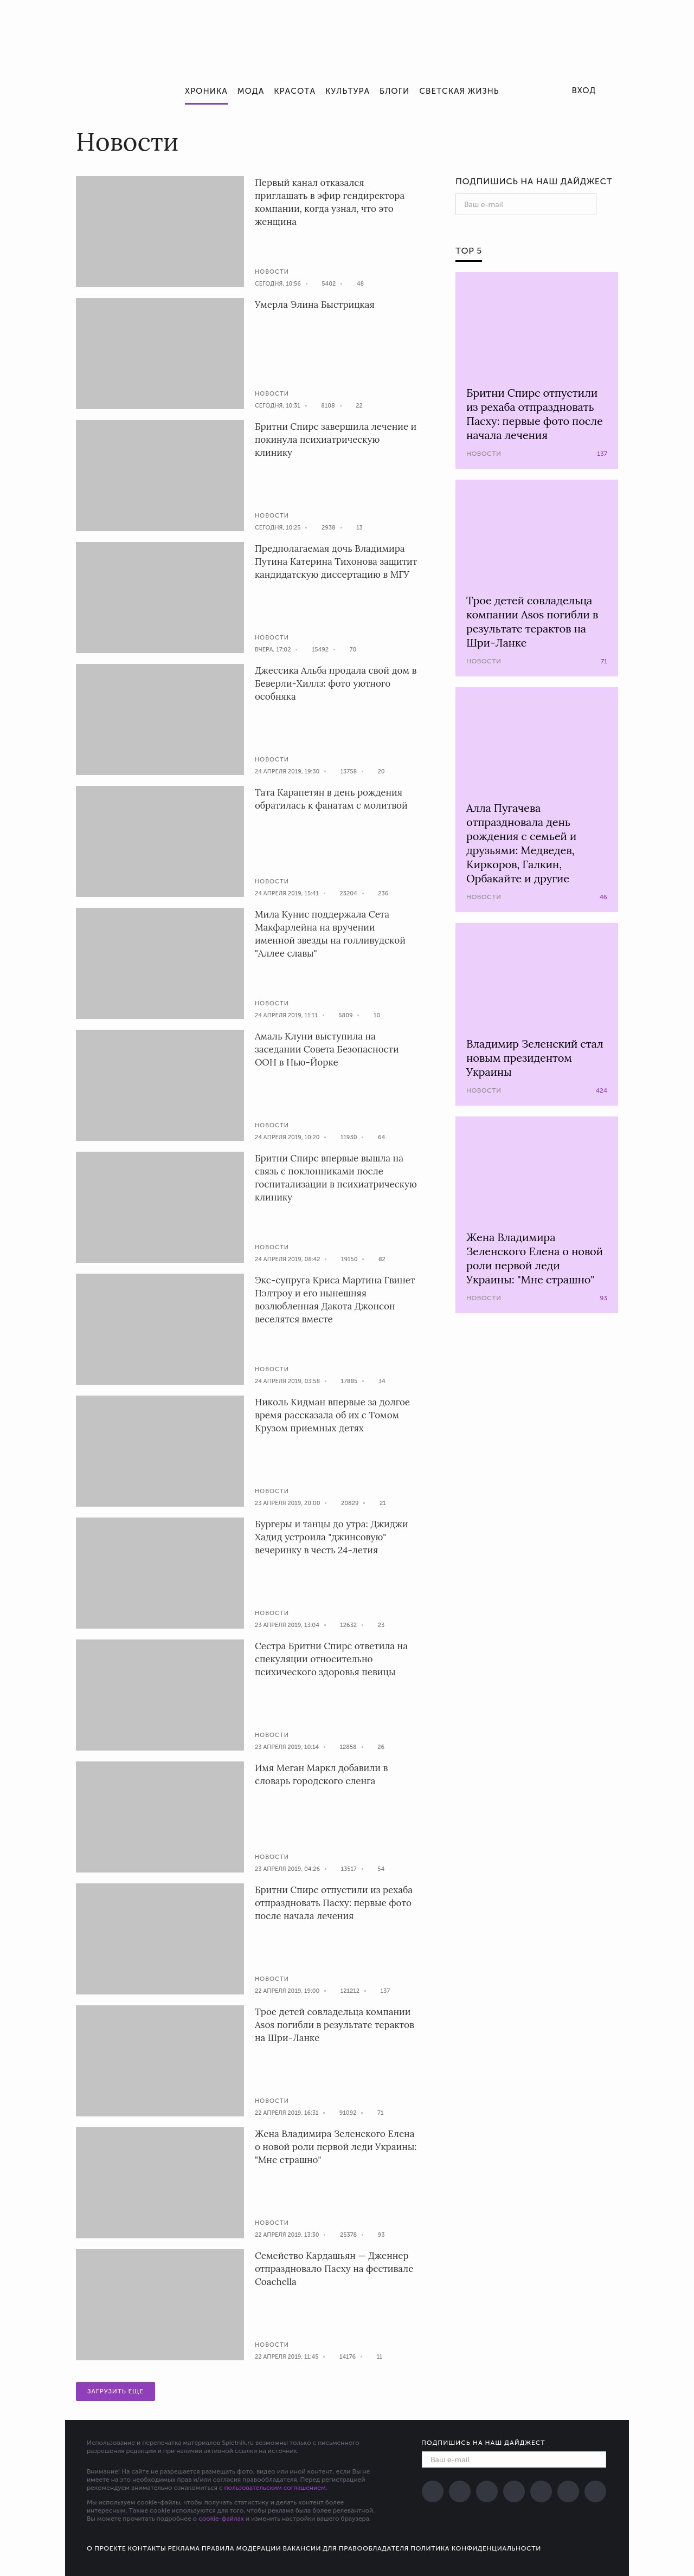 ХРОНИКА МОДА КРАСОТА КУЛЬТУРА БЛОГИ СВЕТСКАЯ ЖИЗНЬ ВХОД
Новости
Первый канал отказался
приглашать в эфир гендиректора
компании, когда узнал, что это
женщина
НОВОСТИ
СЕГОДНЯ, 10:56 • 5402 • 48
Умерла Элина Быстрицкая
НОВОСТИ
СЕГОДНЯ, 10:31 • 8108 • 22
Бритни Спирс завершила лечение и
покинула психиатрическую
клинику
НОВОСТИ
СЕГОДНЯ, 10:25 • 2938 • 13
Предполагаемая дочь Владимира
Путина Катерина Тихонова защитит
кандидатскую диссертацию в МГУ
НОВОСТИ
ВЧЕРА, 17:02 • 15492 • 70
Джессика Альба продала свой дом в
Беверли-Хиллз: фото уютного
особняка
НОВОСТИ
24 АПРЕЛЯ 2019, 19:30 • 13758 • 20
Тата Карапетян в день рождения
обратилась к фанатам с молитвой
НОВОСТИ
24 АПРЕЛЯ 2019, 15:41 • 23204 • 236
Мила Кунис поддержала Сета
Макфарлейна на вручении
именной звезды на голливудской
"Аллее славы"
НОВОСТИ
24 АПРЕЛЯ 2019, 11:11 • 5809 • 10
Амаль Клуни выступила на
заседании Совета Безопасности
ООН в Нью-Йорке
НОВОСТИ
24 АПРЕЛЯ 2019, 10:20 • 11930 • 64
Бритни Спирс впервые вышла на
связь с поклонниками после
госпитализации в психиатрическую
клинику
НОВОСТИ
24 АПРЕЛЯ 2019, 08:42 • 19150 • 82
Экс-супруга Криса Мартина Гвинет
Пэлтроу и его нынешняя
возлюбленная Дакота Джонсон
веселятся вместе
НОВОСТИ
24 АПРЕЛЯ 2019, 03:58 • 17885 • 34
Николь Кидман впервые за долгое
время рассказала об их с Томом
Крузом приемных детях
НОВОСТИ
23 АПРЕЛЯ 2019, 20:00 • 20829 • 21
Бургеры и танцы до утра: Джиджи
Хадид устроила "джинсовую"
вечеринку в честь 24-летия
НОВОСТИ
23 АПРЕЛЯ 2019, 13:04 • 12632 • 23
Сестра Бритни Спирс ответила на
спекуляции относительно
психического здоровья певицы
НОВОСТИ
23 АПРЕЛЯ 2019, 10:14 • 12858 • 26
Имя Меган Маркл добавили в
словарь городского сленга
НОВОСТИ
23 АПРЕЛЯ 2019, 04:26 • 13517 • 54
Бритни Спирс отпустили из рехаба
отпраздновать Пасху: первые фото
после начала лечения
НОВОСТИ
22 АПРЕЛЯ 2019, 19:00 • 121212 • 137
Трое детей совладельца компании
Asos погибли в результате терактов
на Шри-Ланке
НОВОСТИ
22 АПРЕЛЯ 2019, 16:31 • 91092 • 71
Жена Владимира Зеленского Елена
о новой роли первой леди Украины:
"Мне страшно"
НОВОСТИ
22 АПРЕЛЯ 2019, 13:30 • 25378 • 93
Семейство Кардашьян — Дженнер
отпраздновало Пасху на фестивале
Coachella
НОВОСТИ
22 АПРЕЛЯ 2019, 11:45 • 14176 • 11
ЗАГРУЗИТЬ ЕЩЕ
ПОДПИШИСЬ НА НАШ ДАЙДЖЕСТ
Ваш e-mail
TOP 5
Бритни Спирс отпустили
из рехаба отпраздновать
Пасху: первые фото после
начала лечения
НОВОСТИ 137
Трое детей совладельца
компании Asos погибли в
результате терактов на
Шри-Ланке
НОВОСТИ 71
Алла Пугачева
отпраздновала день
рождения с семьей и
друзьями: Медведев,
Киркоров, Галкин,
Орбакайте и другие
НОВОСТИ 46
Владимир Зеленский стал
новым президентом
Украины
НОВОСТИ 424
Жена Владимира
Зеленского Елена о новой
роли первой леди
Украины: "Мне страшно"
НОВОСТИ 93
Использование и перепечатка материалов Spletnik.ru возможны только с письменного
разрешения редакции и при наличии активной ссылки на источник;
Внимание! На сайте не разрешается размещать фото, видео или иной контент, если Вы не
имеете на это необходимых прав и/или согласия правообладателя. Перед регистрацией
рекомендуем внимательно ознакомиться с пользовательским соглашением.
Мы используем cookie-файлы, чтобы получать статистику и делать контент более
интересным. Также cookie используются для того, чтобы реклама была более релевантной.
Вы можете прочитать подробнее о cookie-файлах и изменить настройки вашего браузера.
ПОДПИШИСЬ НА НАШ ДАЙДЖЕСТ
Ваш e-mail
О ПРОЕКТЕ КОНТАКТЫ РЕКЛАМА ПРАВИЛА МОДЕРАЦИИ ВАКАНСИИ ДЛЯ ПРАВООБЛАДАТЕЛЯ ПОЛИТИКА КОНФИДЕНЦИАЛЬНОСТИ